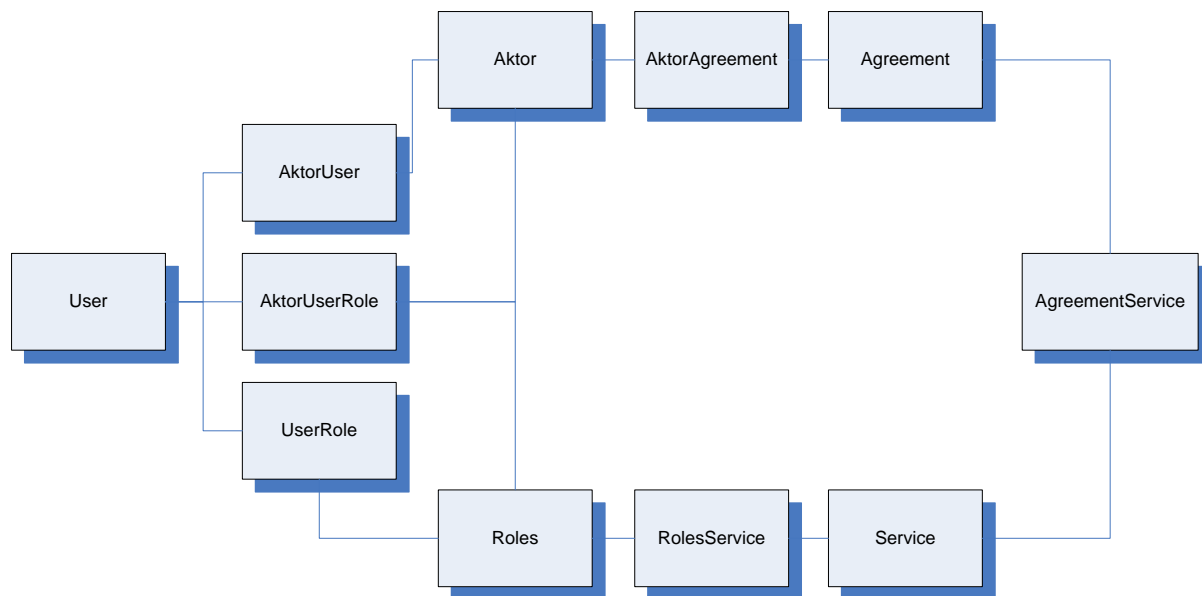 Aktor
AktorAgreement
Agreement
AktorUser
User
AktorUserRole
AgreementService
UserRole
Roles
RolesService
Service